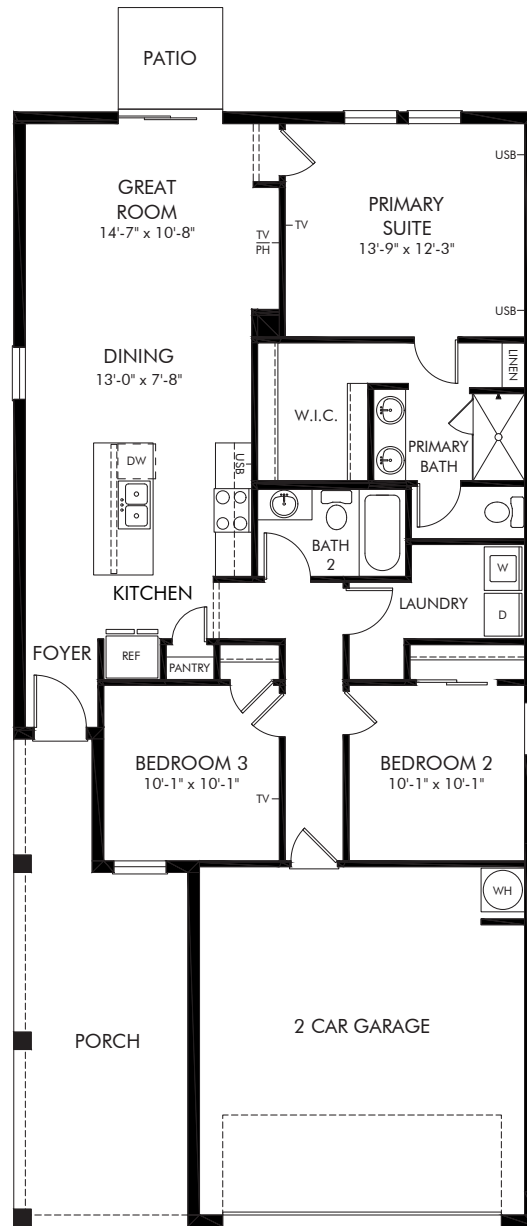 PATIO
GREAT
ROOM
14'-7" x 10'-8"
TV
PH
TV
PRIMARY
SUITE
13'-9" x 12'-3"
USB
USB
DINING
13'-0" x 7'-8"
W.I.C.
LINEN
PRIMARY
BATH
DW
USB
BATH
2
KITCHEN
LAUNDRY
W
D
FOYER
REF
PANTRY
BEDROOM 3
10'-1" x 10'-1"
TV
BEDROOM 2
10'-1" x 10'-1"
WH
PORCH
2 CAR GARAGE